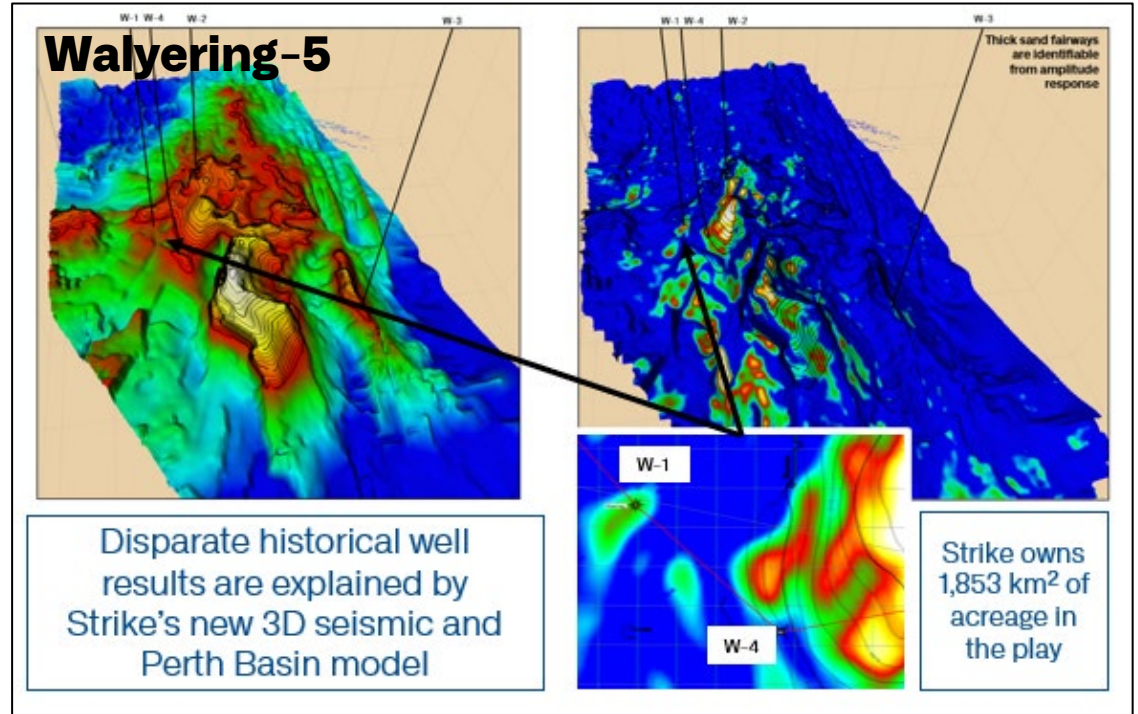 W-1 W-4 W-2 W-3
Walyering-5
W-1 W-4 W-2 W-3
Thick sand fairways
are identifiable
from amplitude
response
W-1
W-4
Disparate historical well
results are explained by
Strike's new 3D seismic and
Perth Basin model
Strike owns
1,853 km² of
acreage in
the play